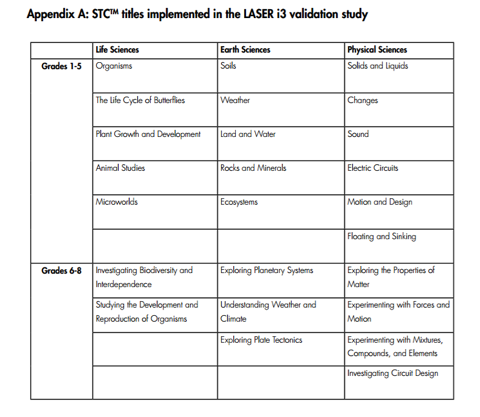 Appendix A: STC™ titles implemented in the LASER i3 validation study
Life Sciences Earth Sciences Physical Sciences
Grades 1-5 Organisms Soils Solids and Liquids
The Life Cycle of Butterflies Weather Changes
Plant Growth and Development Land and Water Sound
Animal Studies Rocks and Minerals Electric Circuits
Microworlds Ecosystems Motion and Design
Floating and Sinking
Grades 6-8 Investigating Biodiversity and Exploring Planetary Systems Exploring the Properties of
Interdependence Matter
Studying the Development and Understanding Weather and Experimenting with Forces and
Reproduction of Organisms Climate Motion
Exploring Plate Tectonics Experimenting with Mixtures,
Compounds, and Elements
Investigating Circuit Design